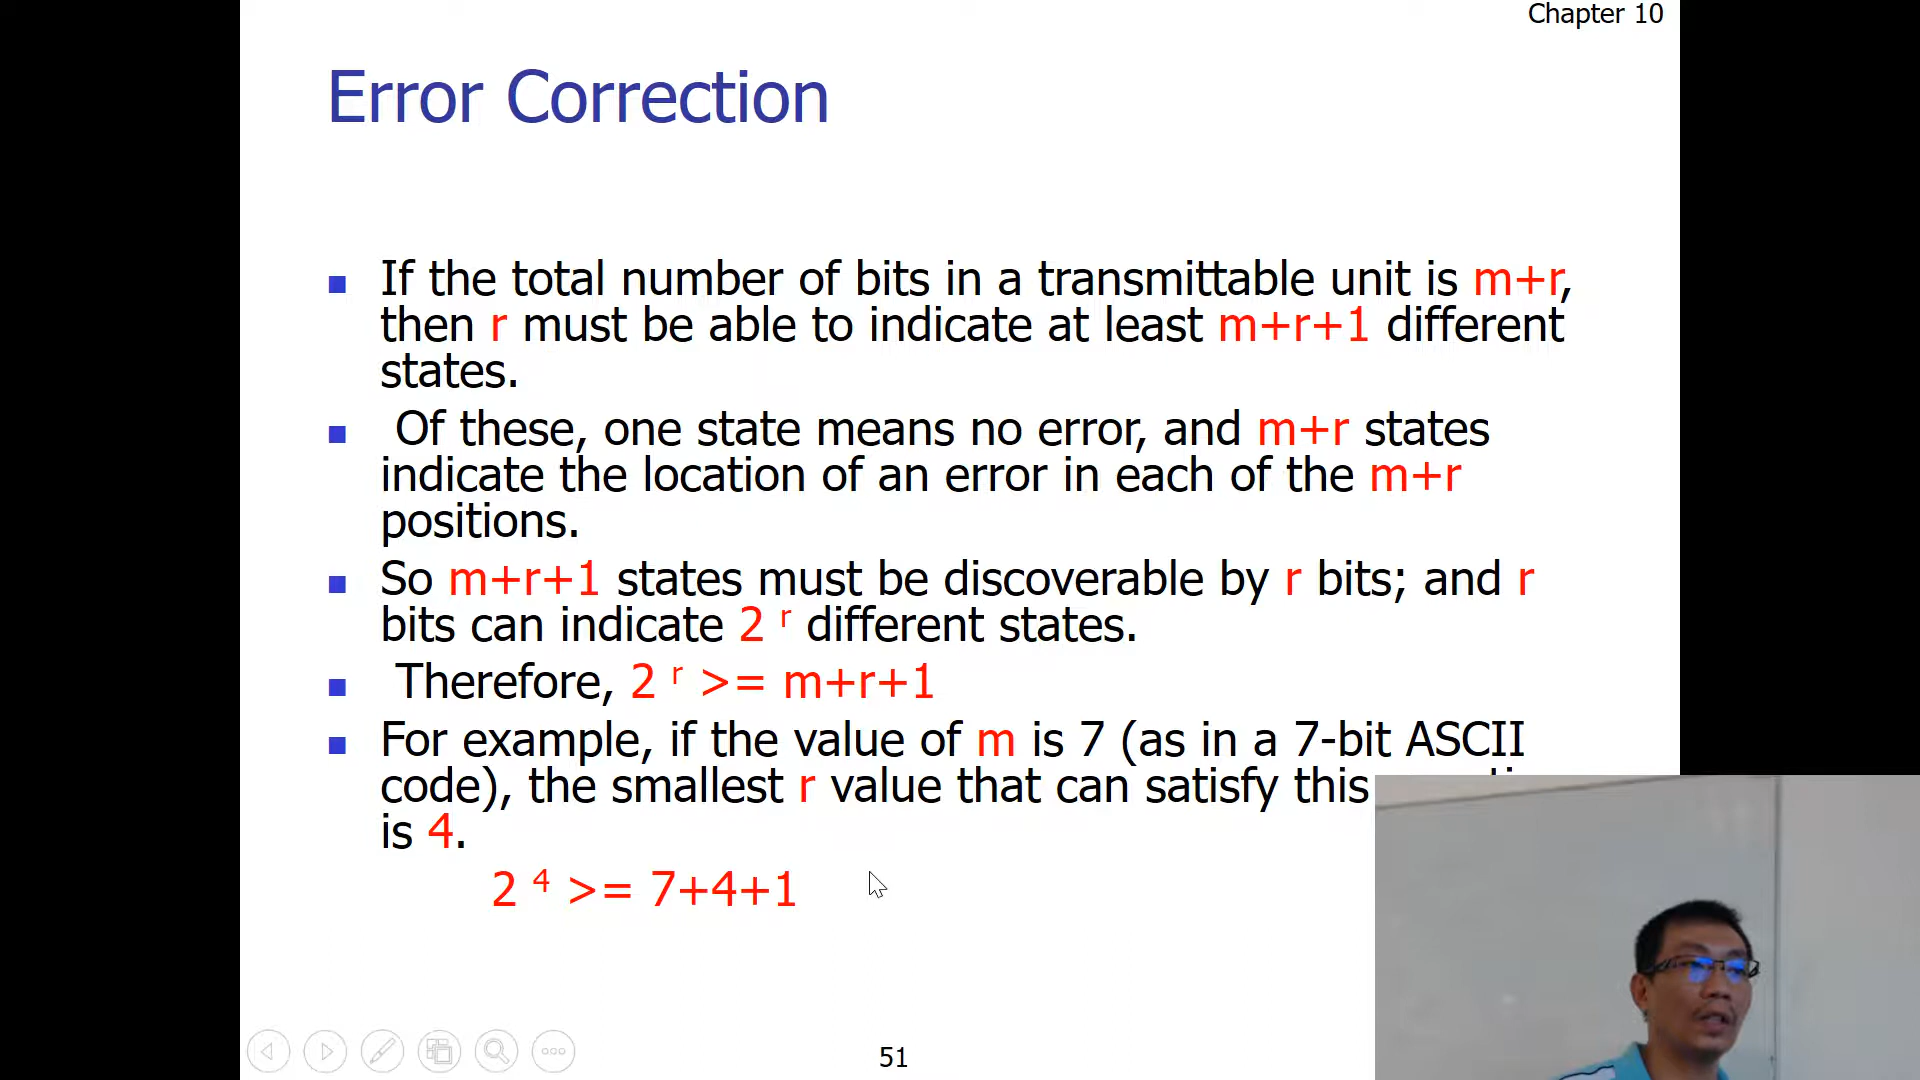 Chapter 10
Error Correction
If the total number of bits in a transmittable unit is m+r,
then r must be able to indicate at least m+r+1 different
states.
Of these, one state means no error, and m+r states
indicate the location of an error in each of the m+r
positions.
So m+r+1 states must be discoverable by r bits; and r
bits can indicate 2 ʳ different states.
Therefore, 2 ʳ >= m+r+1
For example, if the value of m is 7 (as in a 7-bit ASCII
code), the smallest r value that can satisfy this
is 4.
2 ⁴ >= 7+4+1
51